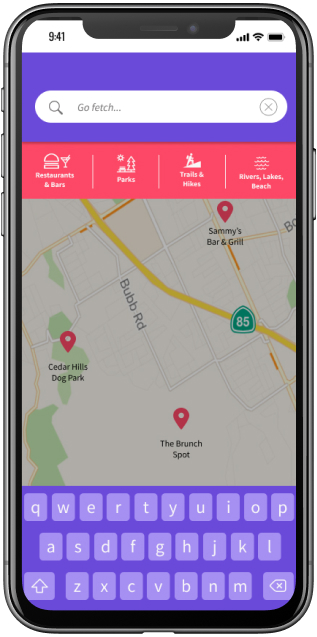 9:41
Go fetch...
Restaurants
& Bars
Parks
Trails &
Hikes
Rivers, Lakes,
Beach
Sammy's
Bar & Grill
Bubb Rd
85
Cedar Hills
Dog Park
The Brunch
Spot
q w e r t y u i o p
a s d f g h j k l
z x c v b n m